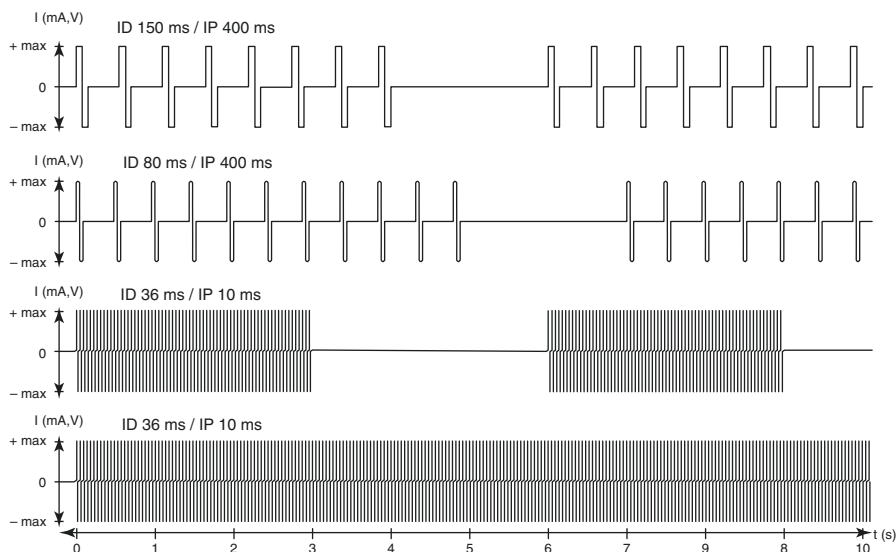 I (mA,V)
ID 150 ms / IP 400 ms
+ max
0
– max
I (mA,V)
ID 80 ms / IP 400 ms
+ max
0
– max
I (mA,V)
ID 36 ms / IP 10 ms
+ max
0
– max
I (mA,V)
ID 36 ms / IP 10 ms
+ max
0
– max
t (s)
0 1 2 3 4 5 6 7 8 9 10